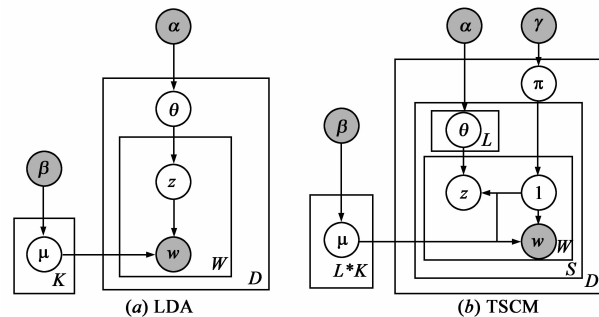 α α γ
θ π
β θ L
β z z 1
μ K w W D μ L*K w W S D
(a) LDA (b) TSCM